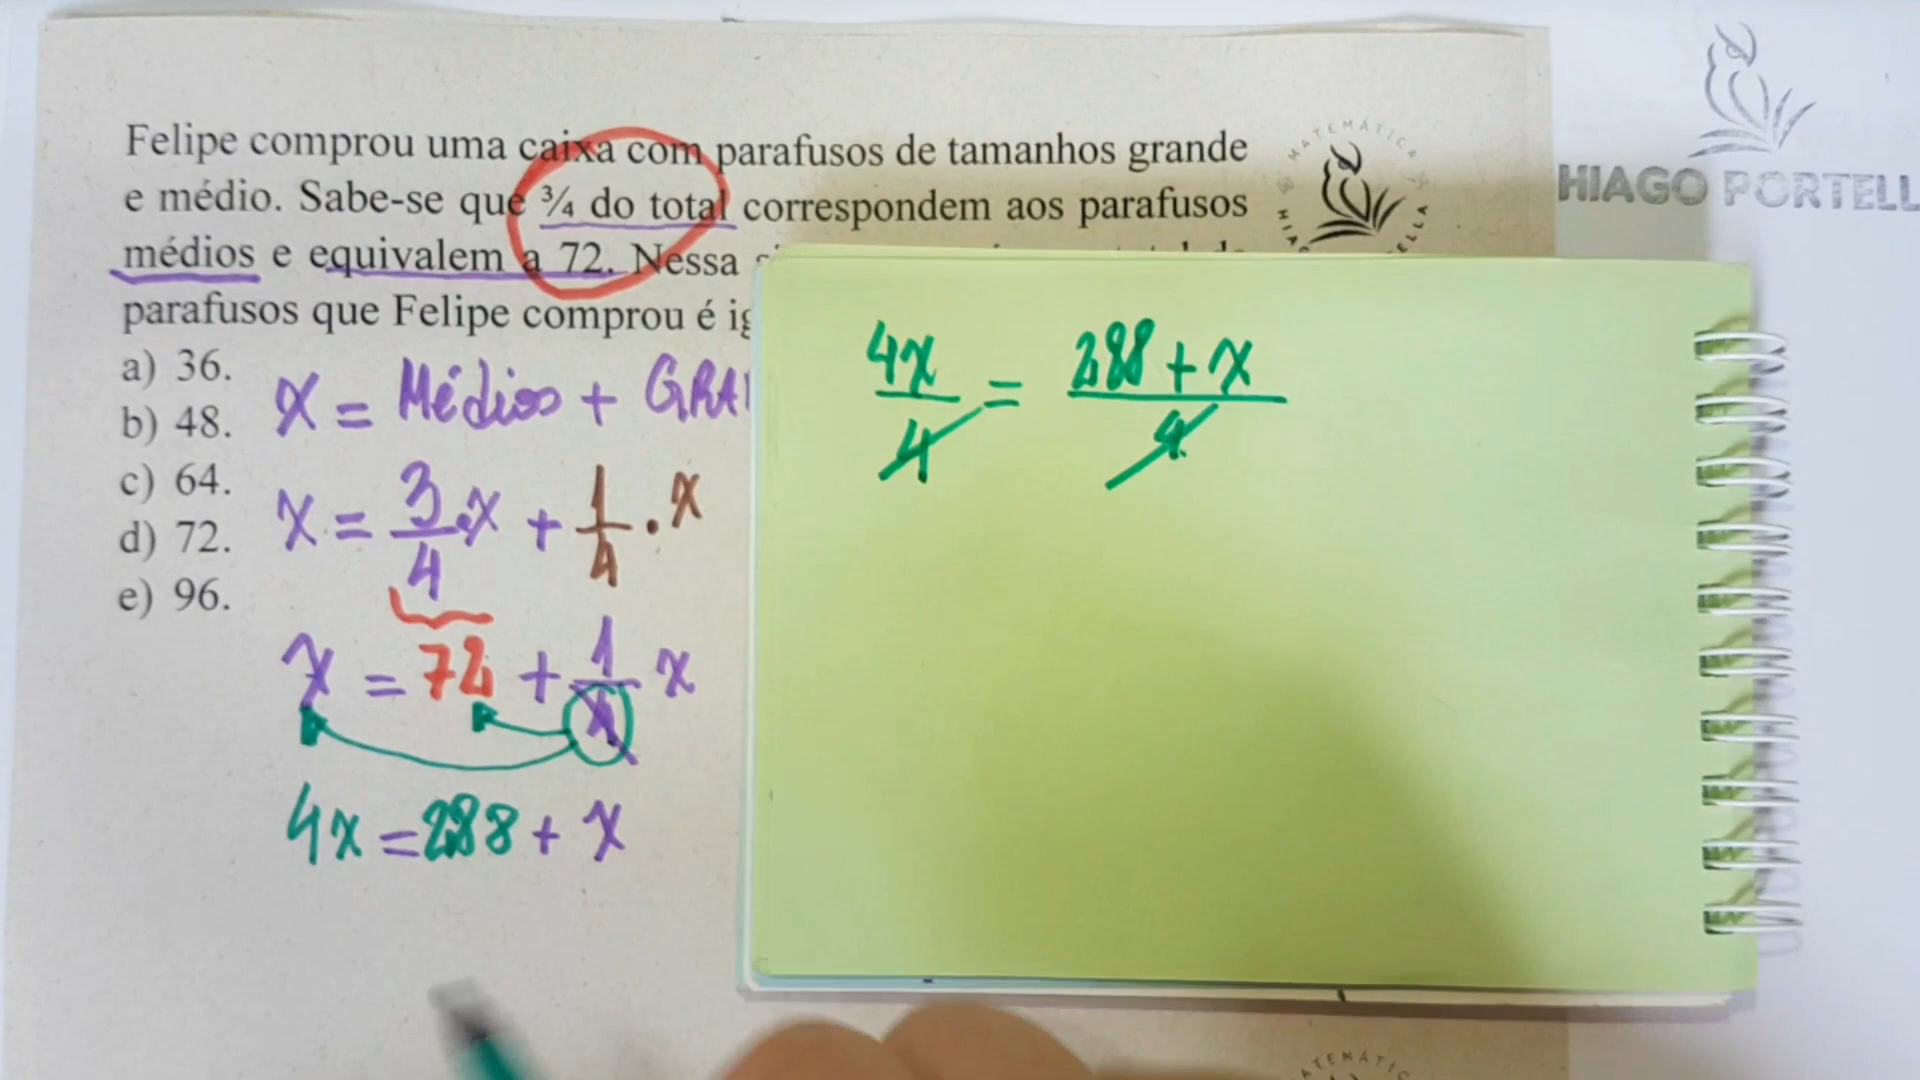 Felipe comprou uma caixa com parafusos de tamanhos grande
e médio. Sabe-se que ¾ do total correspondem aos parafusos
médios e equivalem a 72. Nessa
parafusos que Felipe comprou é ig
a) 36.
b) 48.
c) 64.
d) 72.
e) 96.
x = Médios + GRA
x = 3/4 . x + 1/4 . x
x = 72 + 1/4 x
4x = 288 + x
4x/4 = 288 + x/4
MATEMÁTICA
HIAGO PORTELL